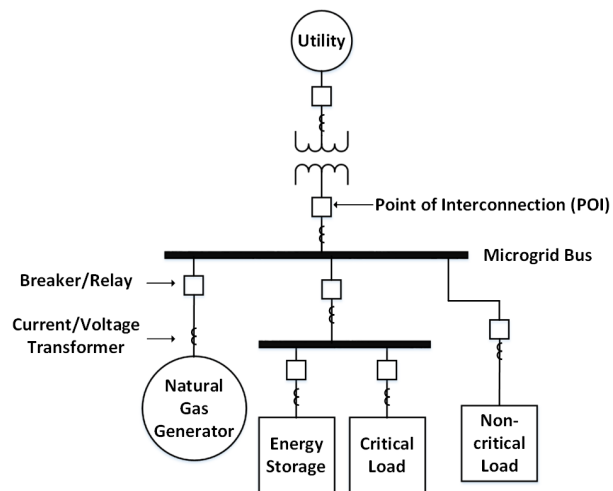 Utility
Point of Interconnection (POI)
Microgrid Bus
Breaker/Relay
Current/Voltage
Transformer
Natural
Gas
Generator
Energy
Storage
Critical
Load
Non-
critical
Load